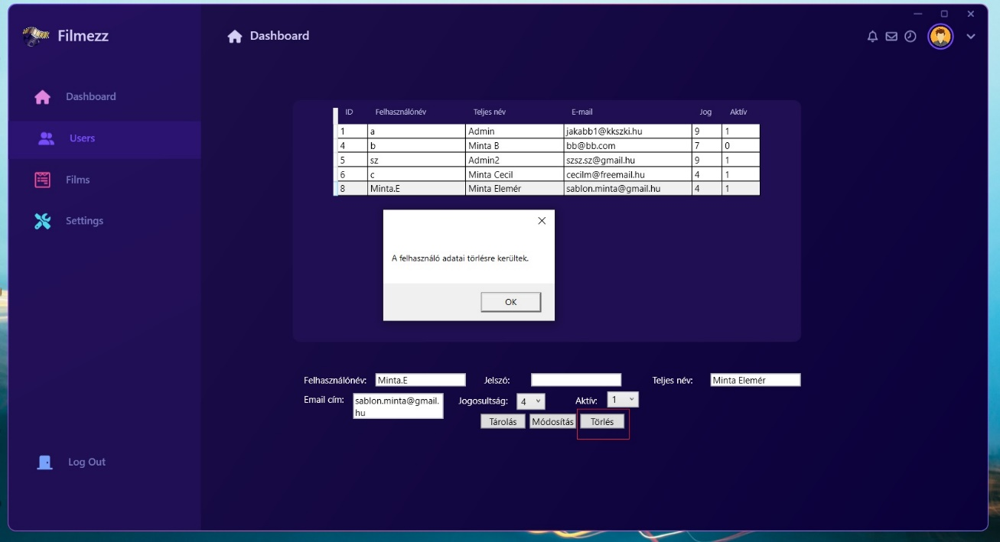 Filmezz
Dashboard
Dashboard
Users
Films
Settings
Log Out
ID Felhasználónév Teljes név E-mail Jog Aktív
1 a Admin jakabb1@kkszki.hu 9 1
4 b Minta B bb@bb.com 7 0
5 sz Admin2 szsz.sz@gmail.hu 9 1
6 c Minta Cecil cecilm@freemail.hu 4 1
8 Minta.E Minta Elemér sablon.minta@gmail.hu 4 1
A felhasználó adatai törlésre kerültek.
OK
Felhasználónév: Minta.E Jelszó: Teljes név: Minta Elemér
Email cím: sablon.minta@gmail. Jogosultság: 4 Aktív: 1
hu
Tárolás Módosítás Törlés